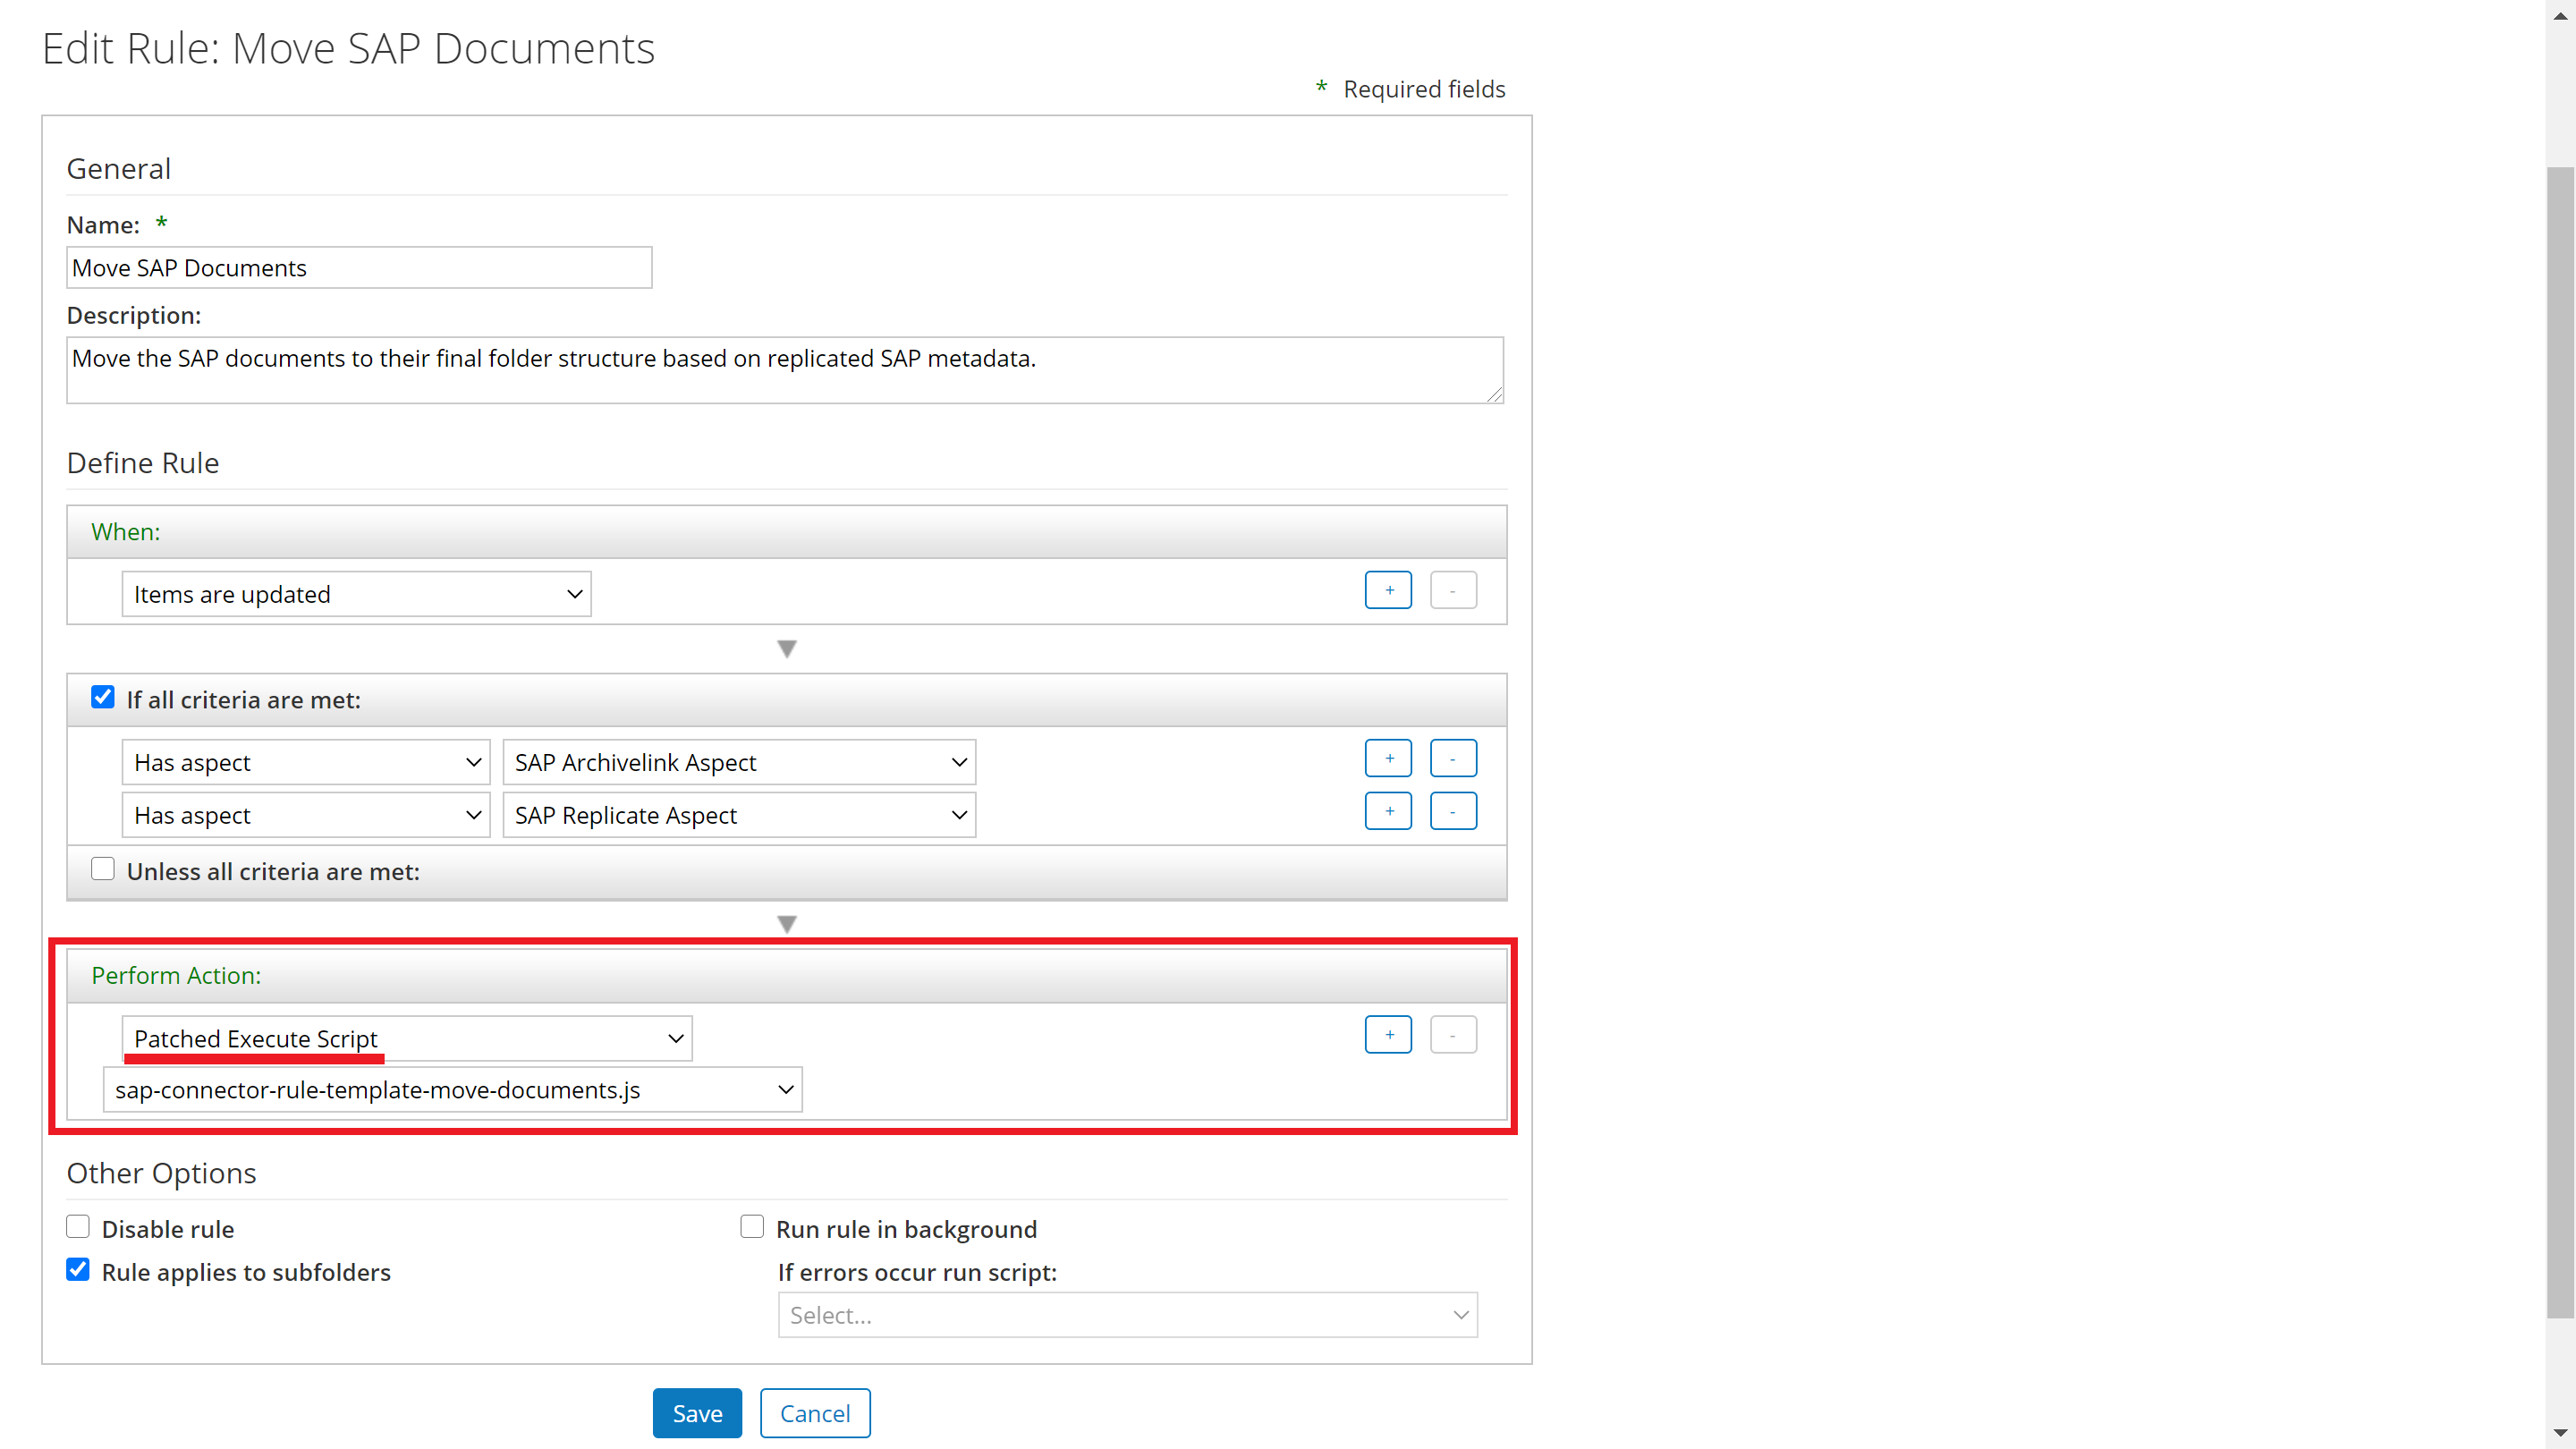 Edit Rule: Move SAP Documents
* Required fields
General
Name: *
Move SAP Documents
Description:
Move the SAP documents to their final folder structure based on replicated SAP metadata.
Define Rule
When:
Items are updated + -
If all criteria are met:
Has aspect SAP Archivelink Aspect + -
Has aspect SAP Replicate Aspect + -
Unless all criteria are met:
Perform Action:
Patched Execute Script + -
sap-connector-rule-template-move-documents.js
Other Options
Disable rule Run rule in background
Rule applies to subfolders If errors occur run script:
Select...
Save Cancel